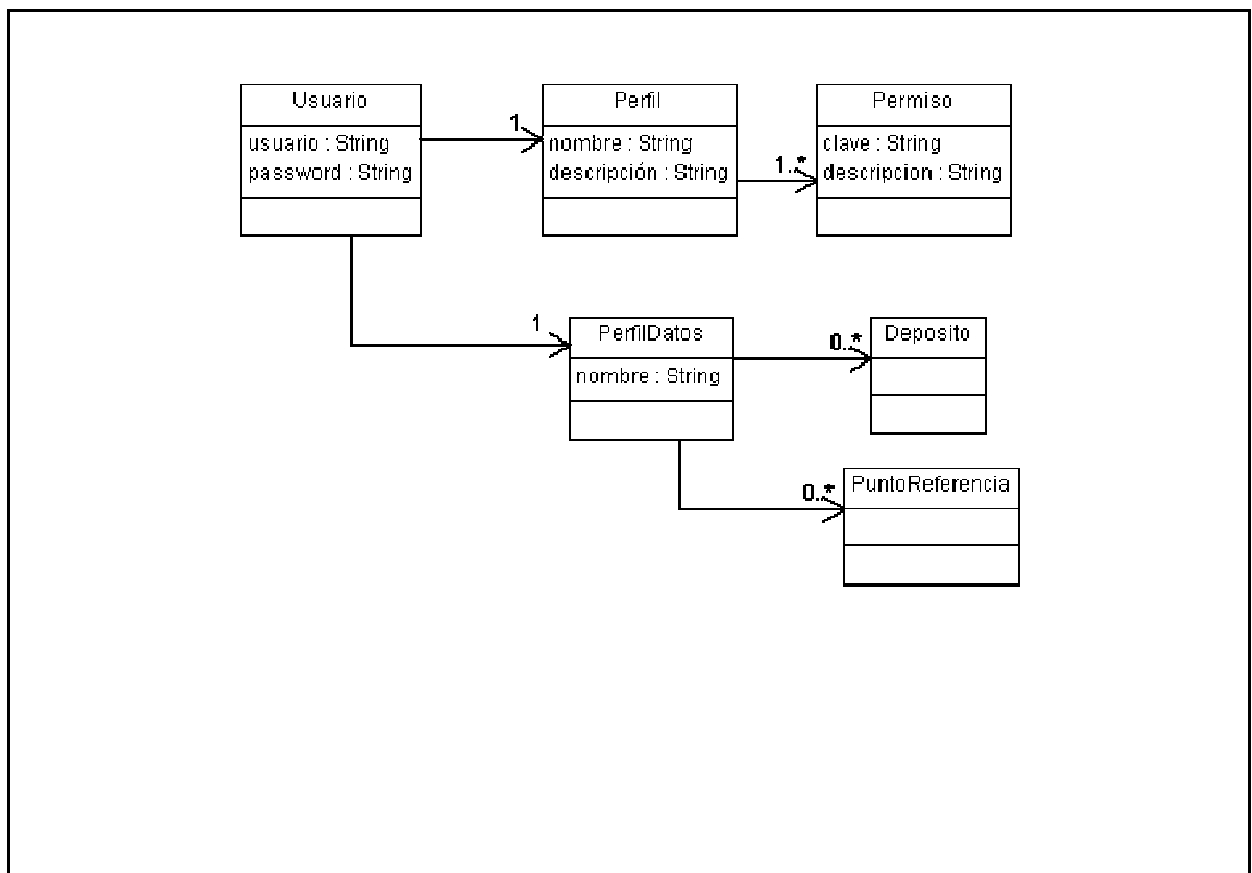 Usuario
usuario : String
password : String
1
Perfil
nombre : String
descripción : String
1..*
Permiso
clave : String
descripcion : String
1
PerfilDatos
nombre : String
0..*
Deposito
0..*
PuntoReferencia